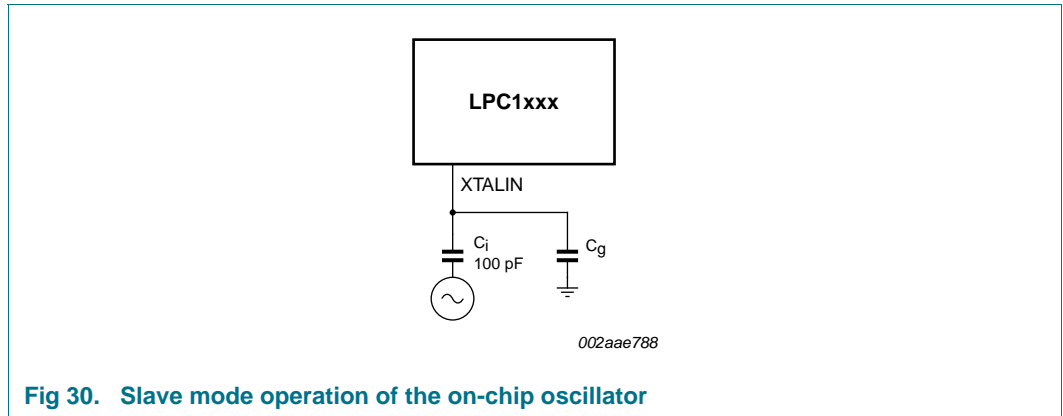 LPC1xxx
XTALIN
Ci
100 pF
Cg
002aae788
Fig 30. Slave mode operation of the on-chip oscillator